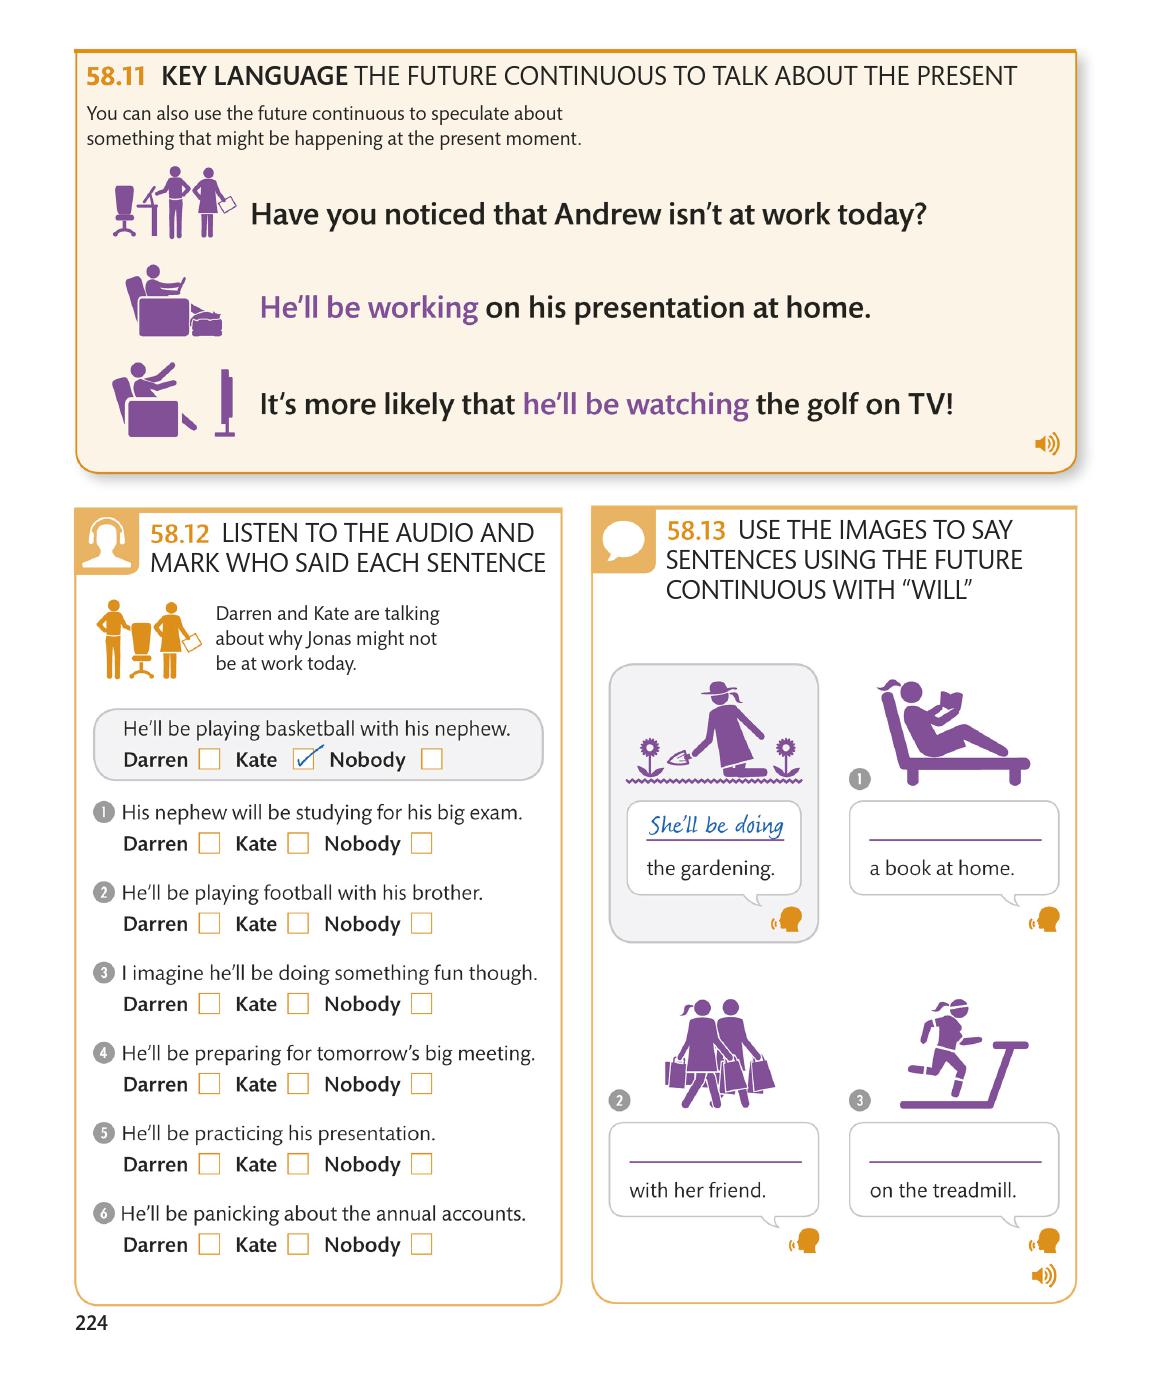 58.11 KEY LANGUAGE THE FUTURE CONTINUOUS TO TALK ABOUT THE PRESENT
You can also use the future continuous to speculate about
something that might be happening at the present moment.
Have you noticed that Andrew isn't at work today?
He'll be working on his presentation at home.
It's more likely that he'll be watching the golf on TV!
58.12 LISTEN TO THE AUDIO AND
MARK WHO SAID EACH SENTENCE
Darren and Kate are talking
about why Jonas might not
be at work today.
He'll be playing basketball with his nephew.
Darren Kate Nobody
1 His nephew will be studying for his big exam.
Darren Kate Nobody
2 He'll be playing football with his brother.
Darren Kate Nobody
3 I imagine he'll be doing something fun though.
Darren Kate Nobody
4 He'll be preparing for tomorrow's big meeting.
Darren Kate Nobody
5 He'll be practicing his presentation.
Darren Kate Nobody
6 He'll be panicking about the annual accounts.
Darren Kate Nobody
58.13 USE THE IMAGES TO SAY
SENTENCES USING THE FUTURE
CONTINUOUS WITH “WILL”
She'll be doing
the gardening.
1
a book at home.
2
with her friend.
3
on the treadmill.
224